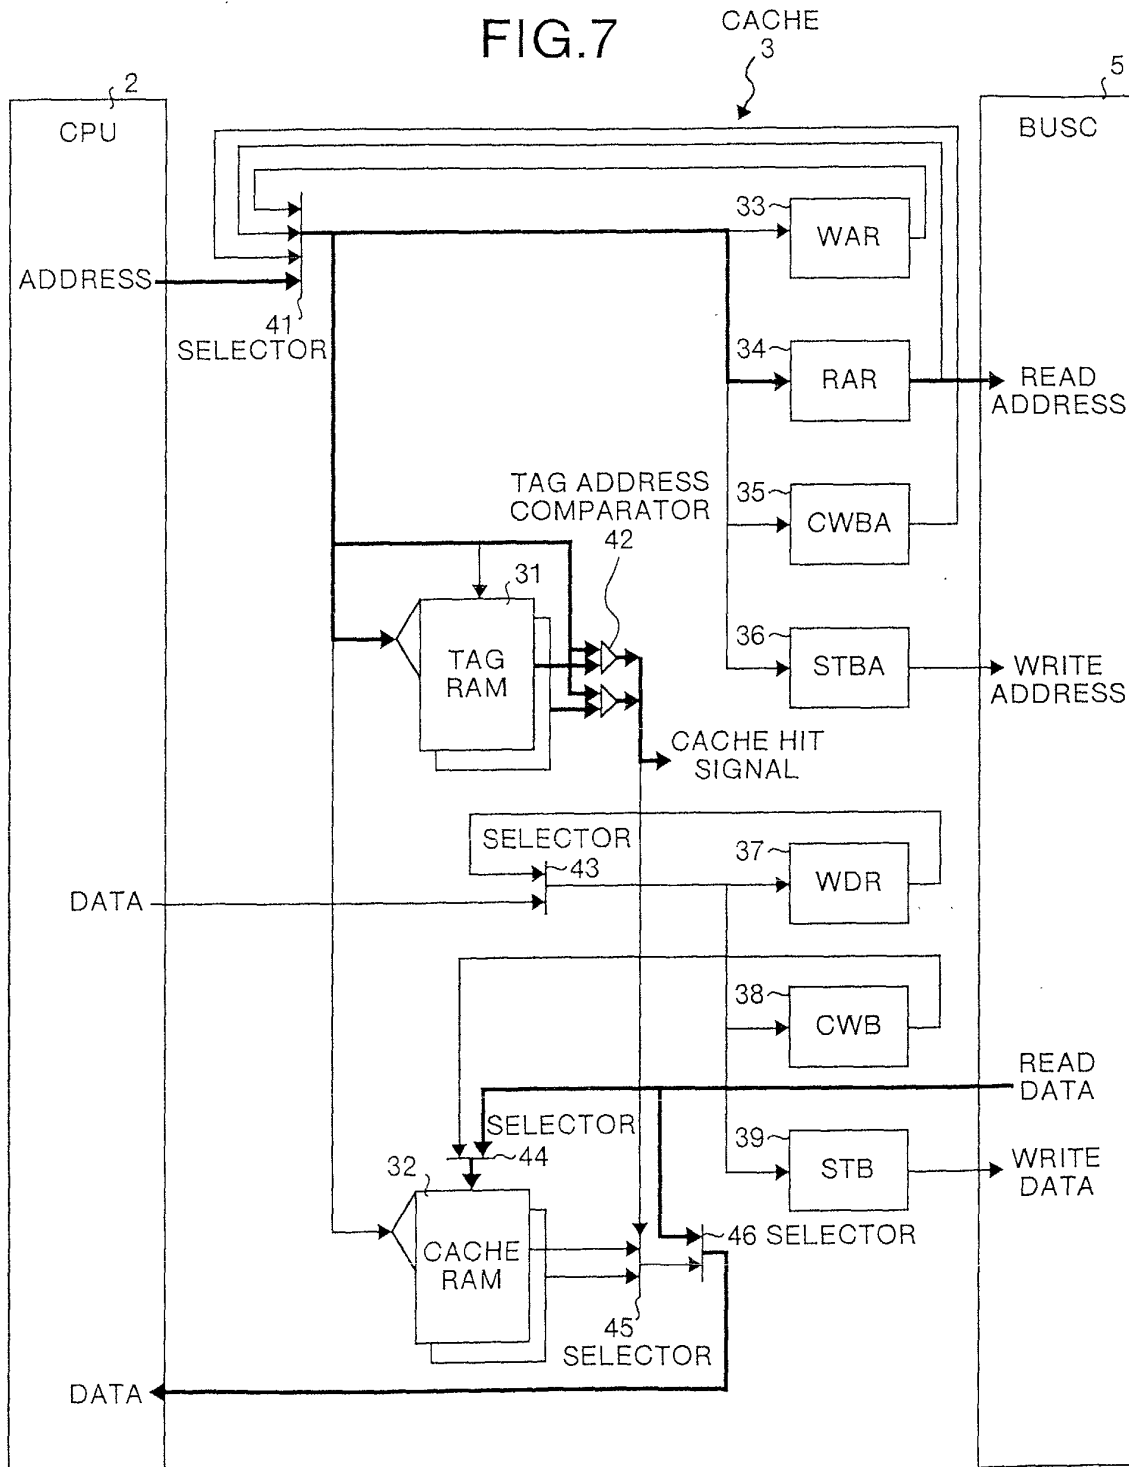 FIG.7
CACHE
3
2
CPU
5
BUSC
33
WAR
ADDRESS
41
SELECTOR
34
RAR
READ
ADDRESS
TAG ADDRESS
COMPARATOR
42
35
CWBA
31
TAG
RAM
36
STBA
WRITE
ADDRESS
CACHE HIT
SIGNAL
SELECTOR
43
37
WDR
DATA
38
CWB
READ
DATA
SELECTOR
44
39
STB
WRITE
DATA
32
CACHE
RAM
46 SELECTOR
45
SELECTOR
DATA